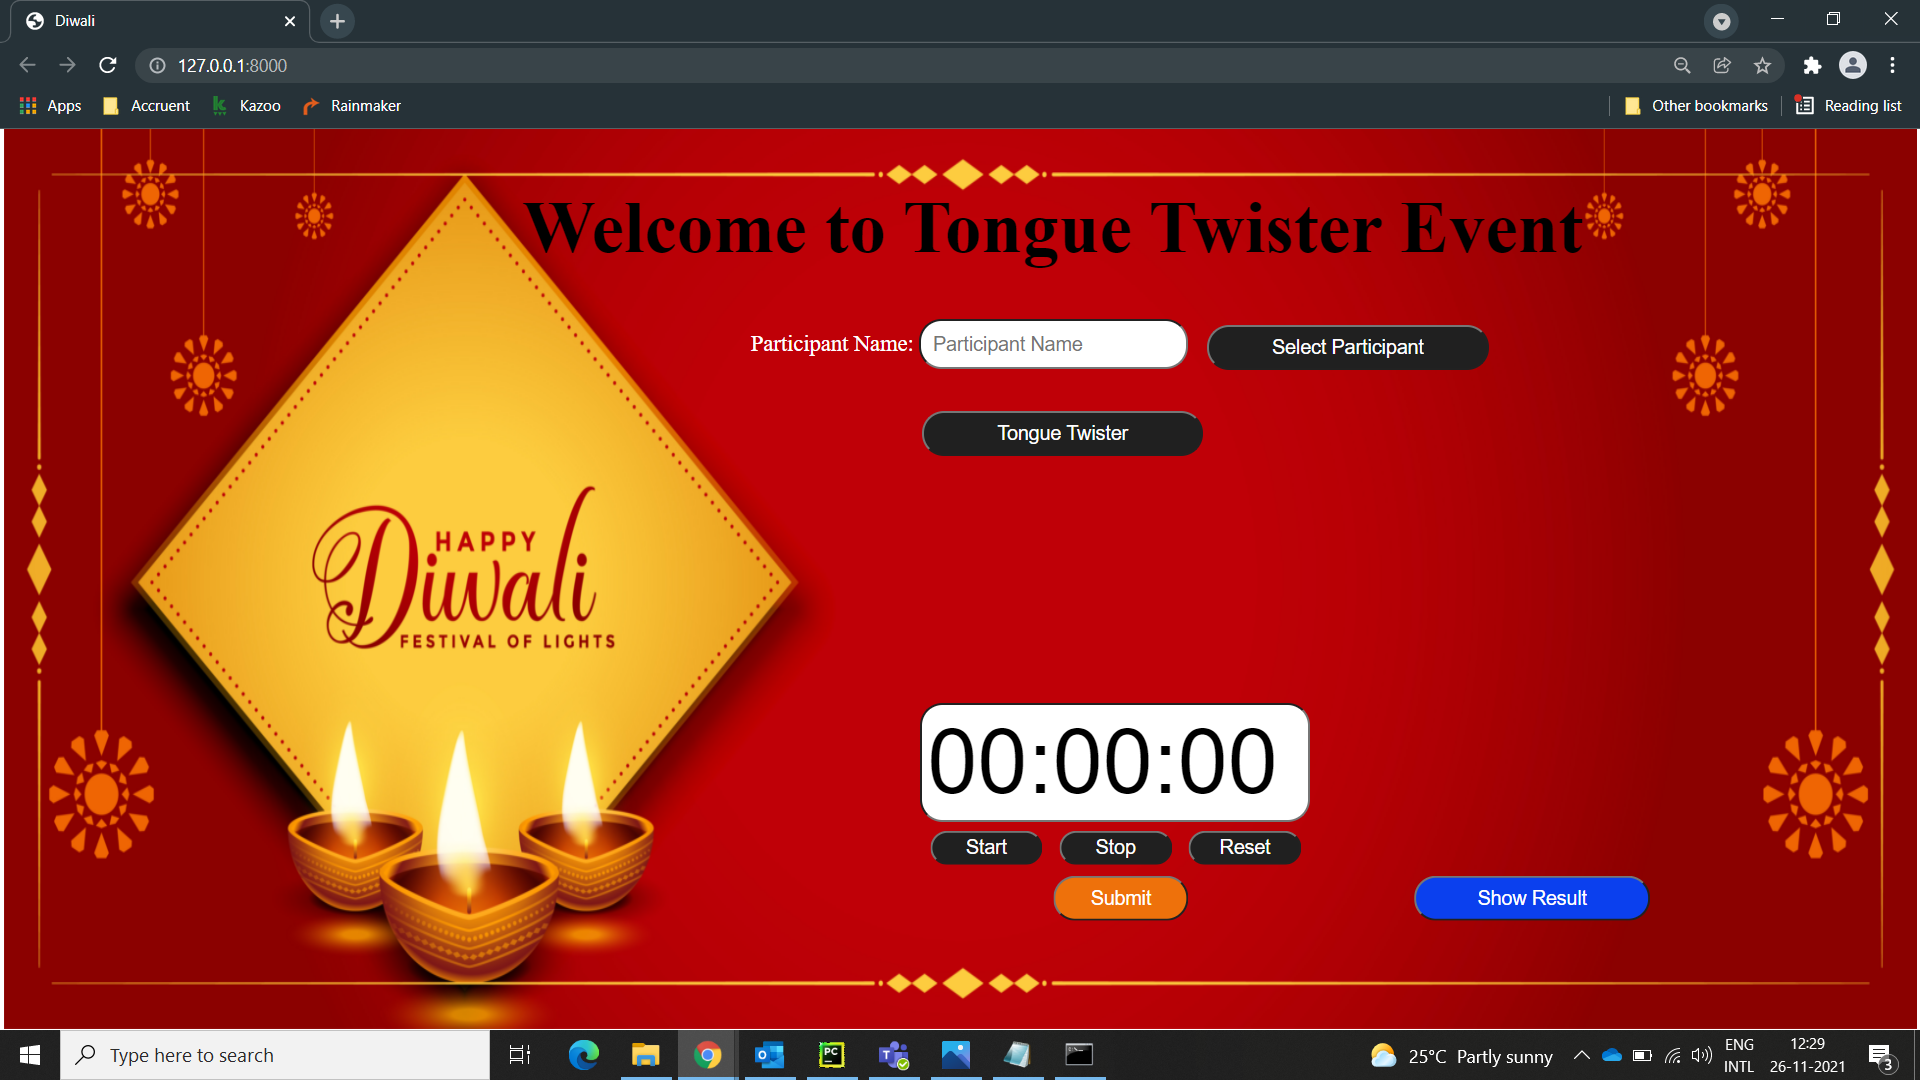 Diwali
127.0.0.1:8000
Apps Accruent Kazoo Rainmaker Other bookmarks Reading list
Welcome to Tongue Twister Event
Participant Name: Participant Name Select Participant
Tongue Twister
HAPPY
Diwali
FESTIVAL OF LIGHTS
00:00:00
Start Stop Reset
Submit Show Result
Type here to search 25°C Partly sunny ENG 12:29
INTL 26-11-2021 3